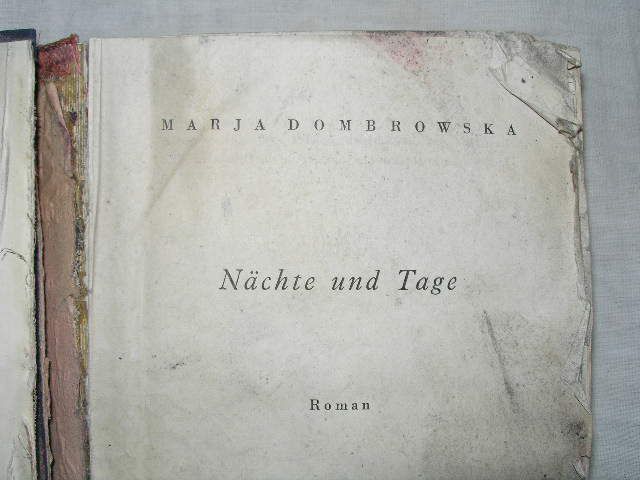 MARJA DOMBROWSKA
Nächte und Tage
Roman